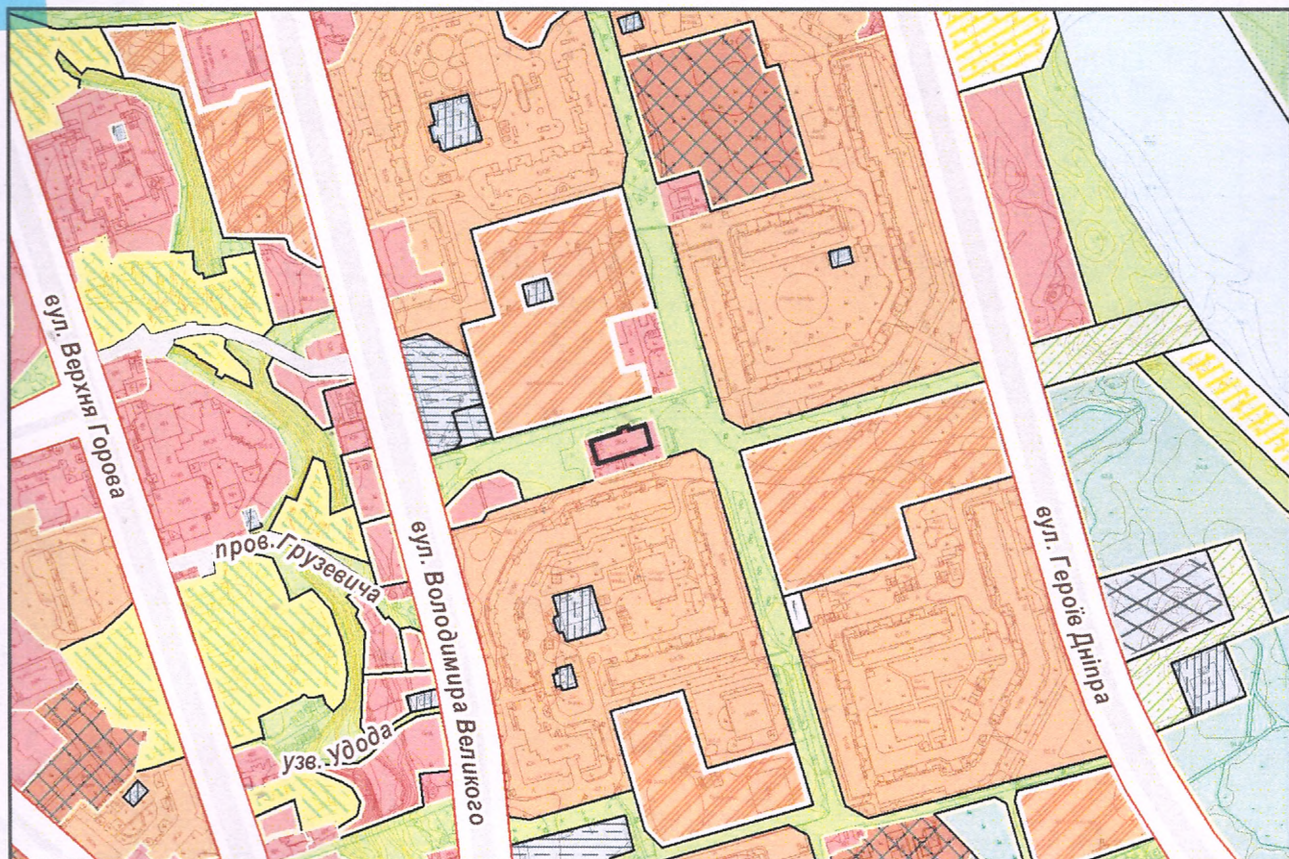 вул. Верхня Горова
пров. Грузевича
вул. Володимира Великого
узв. Удода
вул. Героїв Дніпра